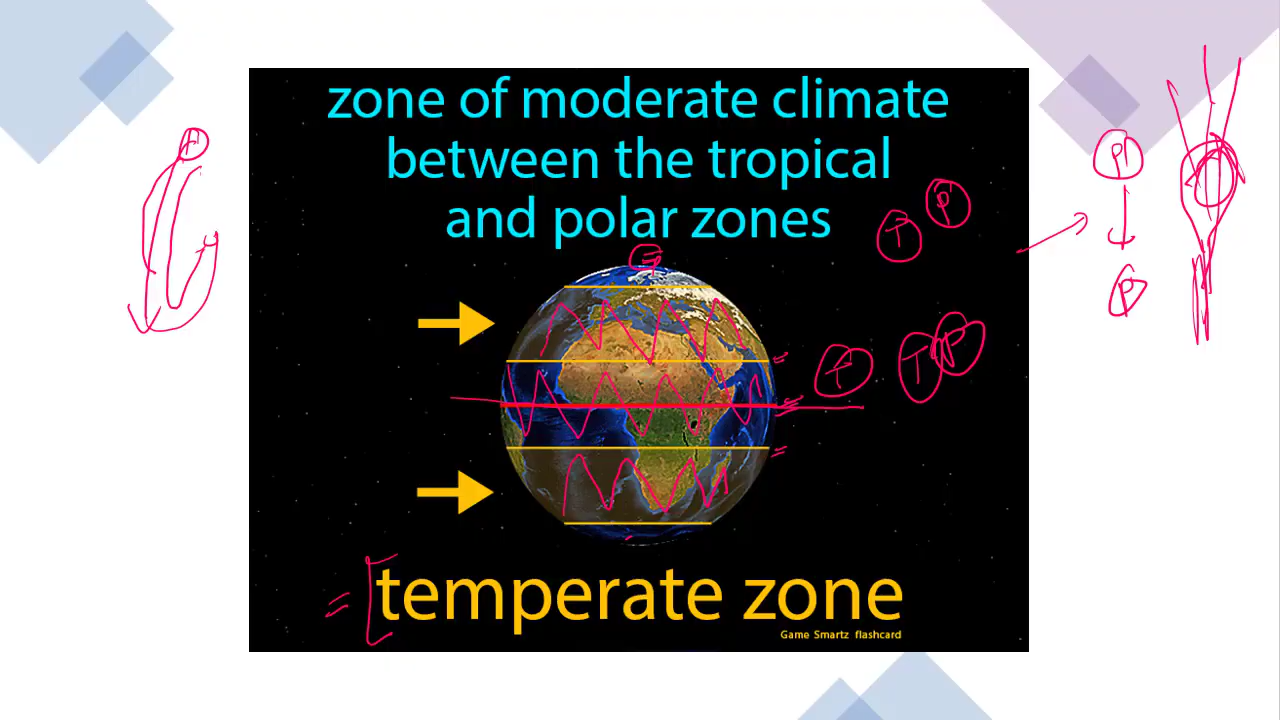 zone of moderate climate
between the tropical
and polar zones
P
T
P
T
T
P
P
temperate zone
Game Smartz flashcard